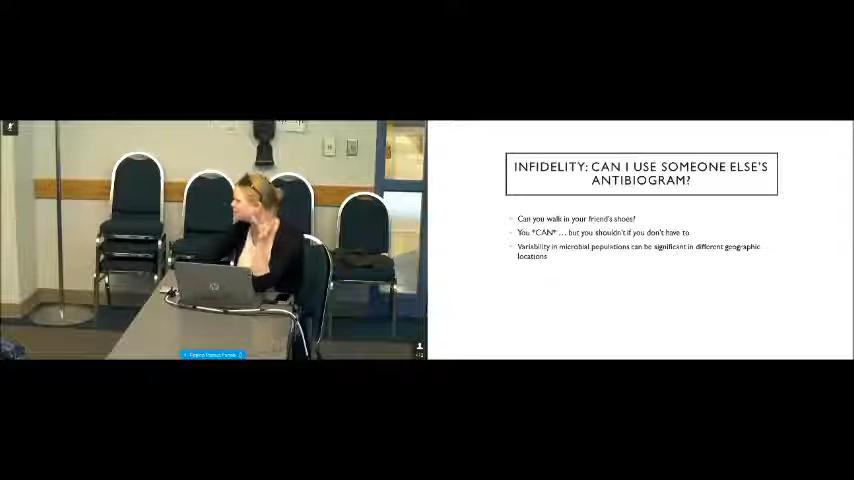 INFIDELITY: CAN I USE SOMEONE ELSE'S
ANTIBIOGRAM?
Can you walk in your friend's shoes?
You *CAN* … but you shouldn't if you don't have to
Variability in microbial populations can be significant in different geographic
locations
hp